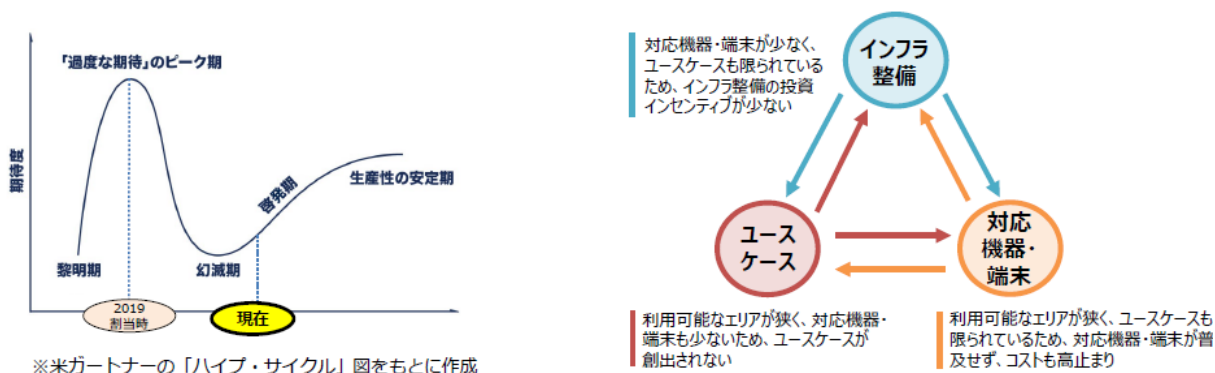 「過度な期待」のピーク期
期待度
黎明期
幻滅期
啓発期
生産性の安定期
2019
割当時
現在
※米ガートナーの「ハイプ・サイクル」図をもとに作成
対応機器・端末が少なく、
ユースケースも限られている
ため、インフラ整備の投資
インセンティブが少ない
インフラ
整備
ユース
ケース
対応
機器・
端末
利用可能なエリアが狭く、対応機器・
端末も少ないため、ユースケースが
創出されない
利用可能なエリアが狭く、ユースケースも
限られているため、対応機器・端末が普
及せず、コストも高止まり